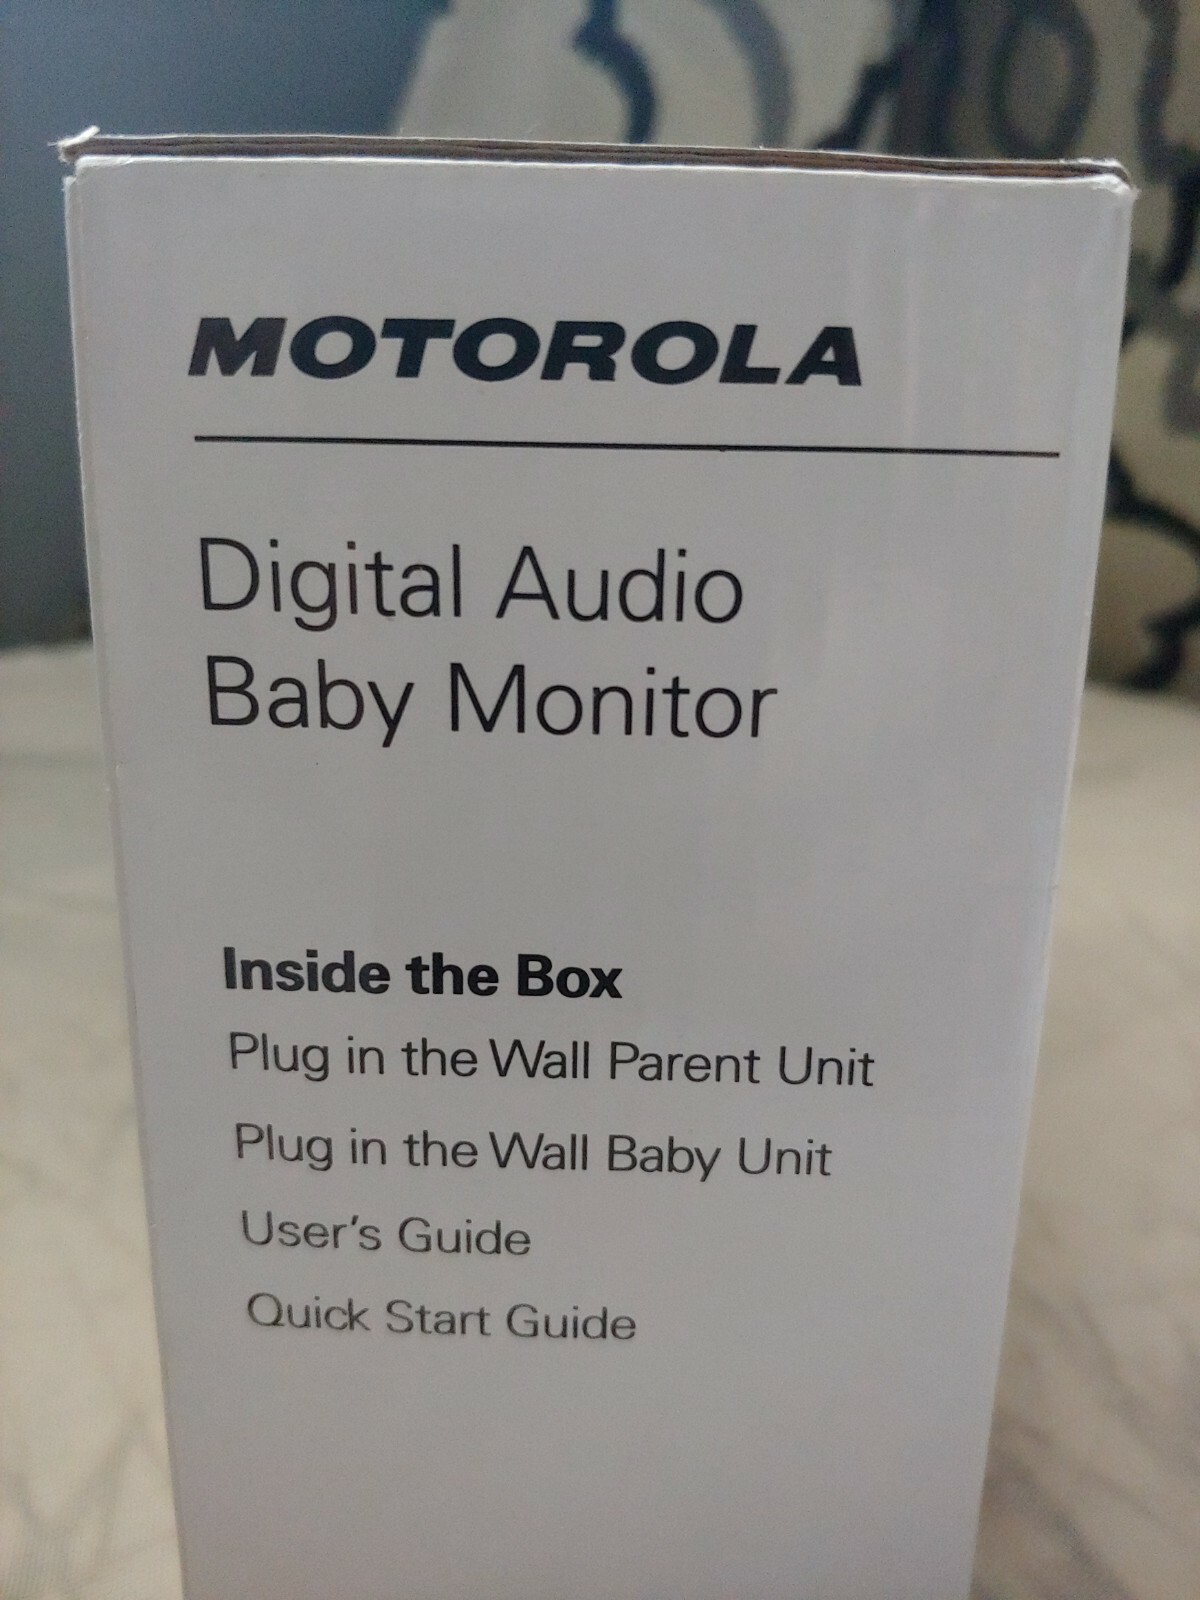 MOTOROLA
Digital Audio
Baby Monitor
Inside the Box
Plug in the Wall Parent Unit
Plug in the Wall Baby Unit
User's Guide
Quick Start Guide